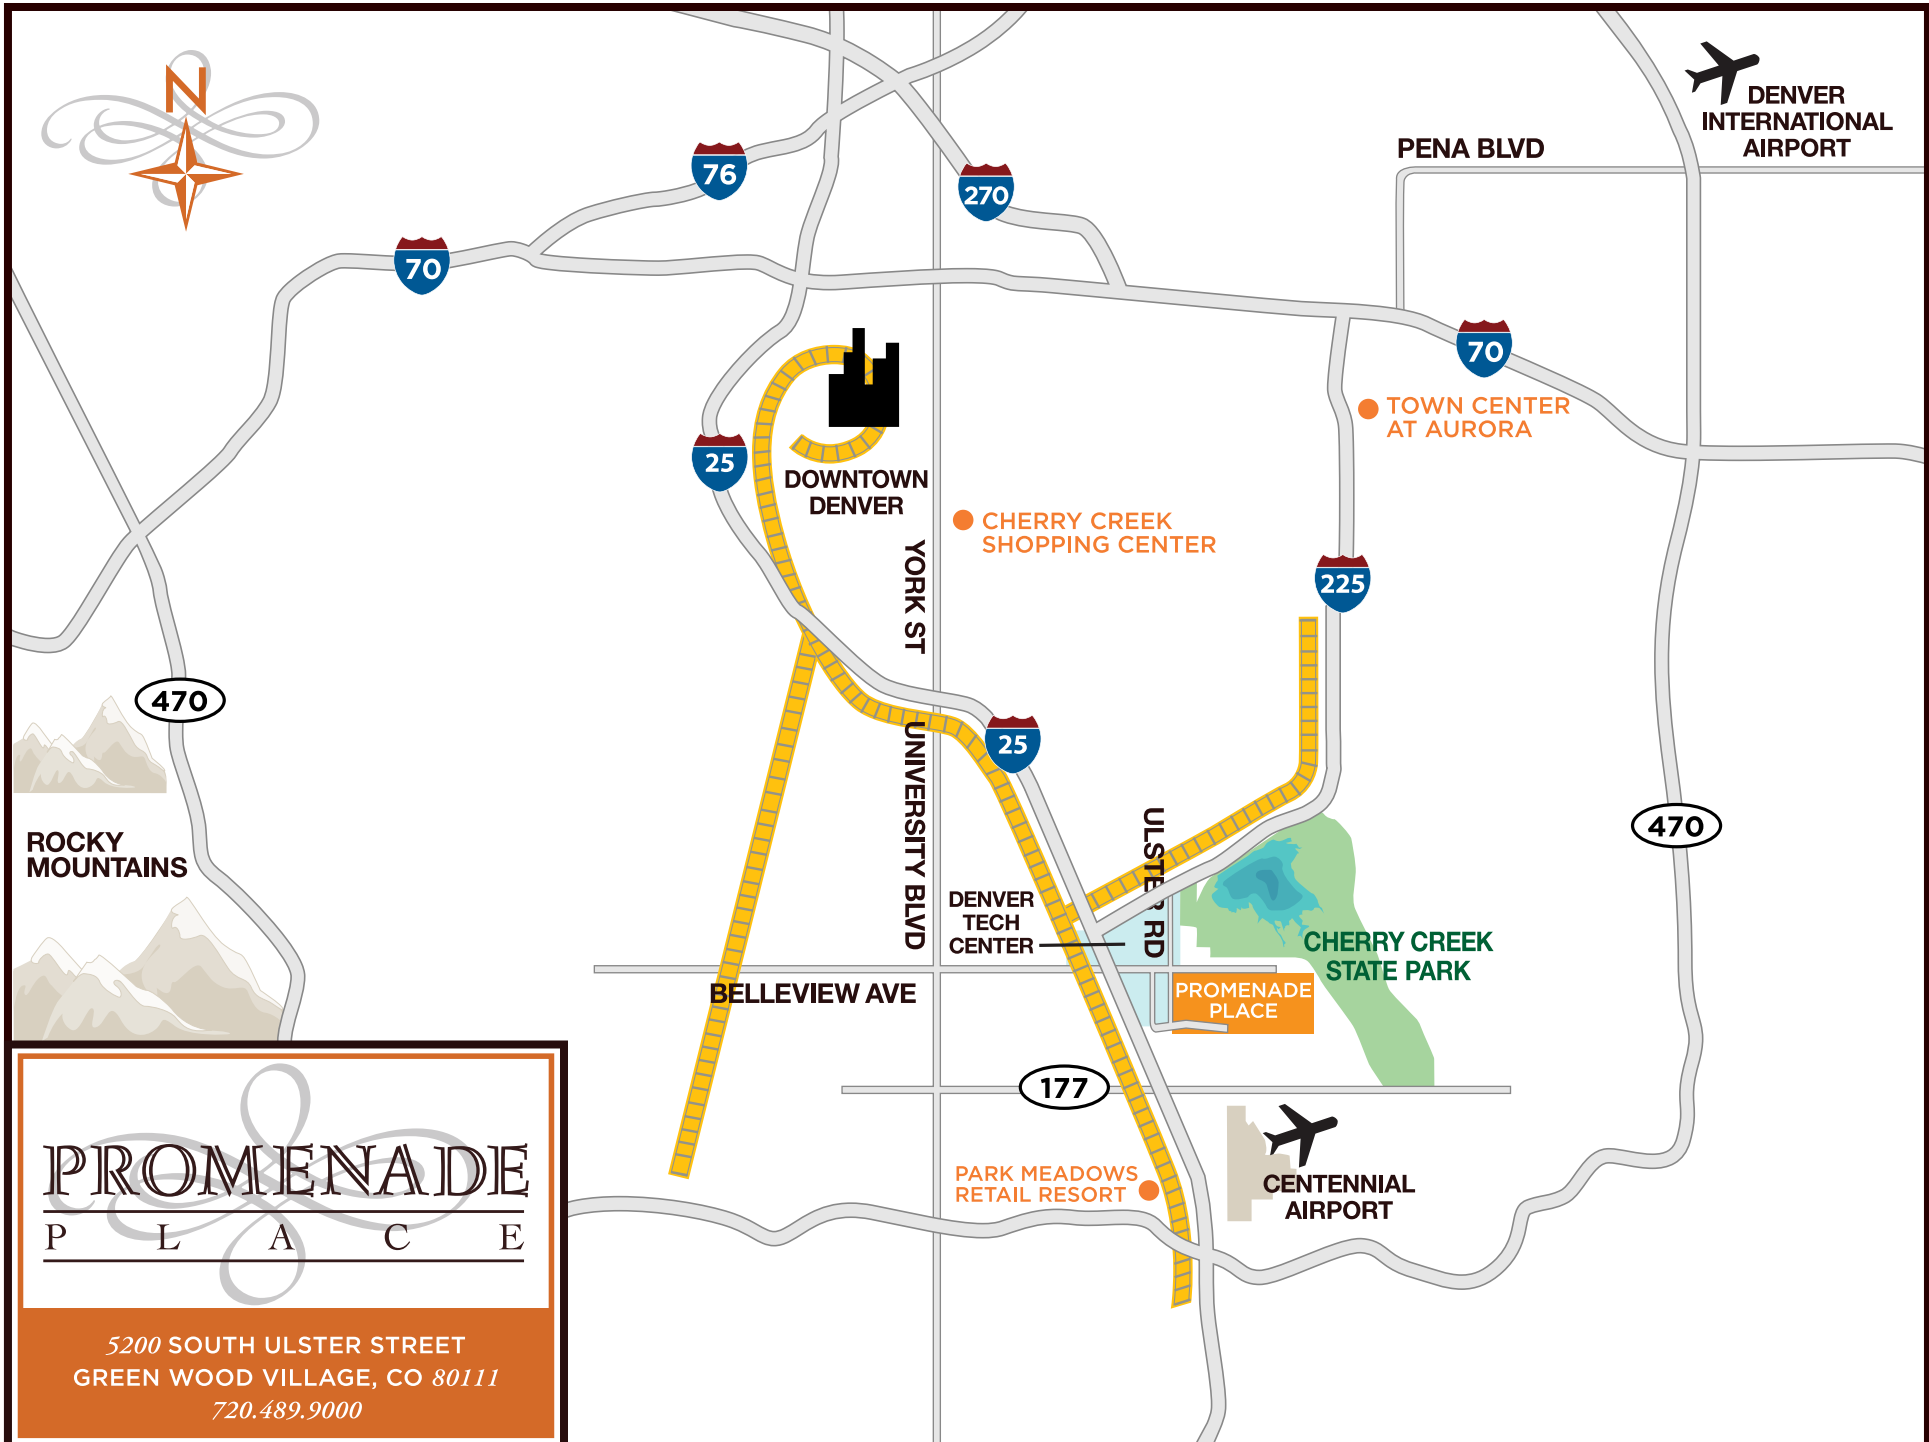 N
DENVER
INTERNATIONAL
AIRPORT
PENA BLVD
76
270
70
70
TOWN CENTER
AT AURORA
25
DOWNTOWN
DENVER
CHERRY CREEK
SHOPPING CENTER
YORK ST
225
470
25
UNIVERSITY BLVD
ULSTER RD
470
ROCKY
MOUNTAINS
DENVER
TECH
CENTER
CHERRY CREEK
STATE PARK
BELLEVIEW AVE
PROMENADE
PLACE
177
PARK MEADOWS
RETAIL RESORT
CENTENNIAL
AIRPORT
PROMENADE
PLACE
5200 SOUTH ULSTER STREET
GREEN WOOD VILLAGE, CO 80111
720.489.9000